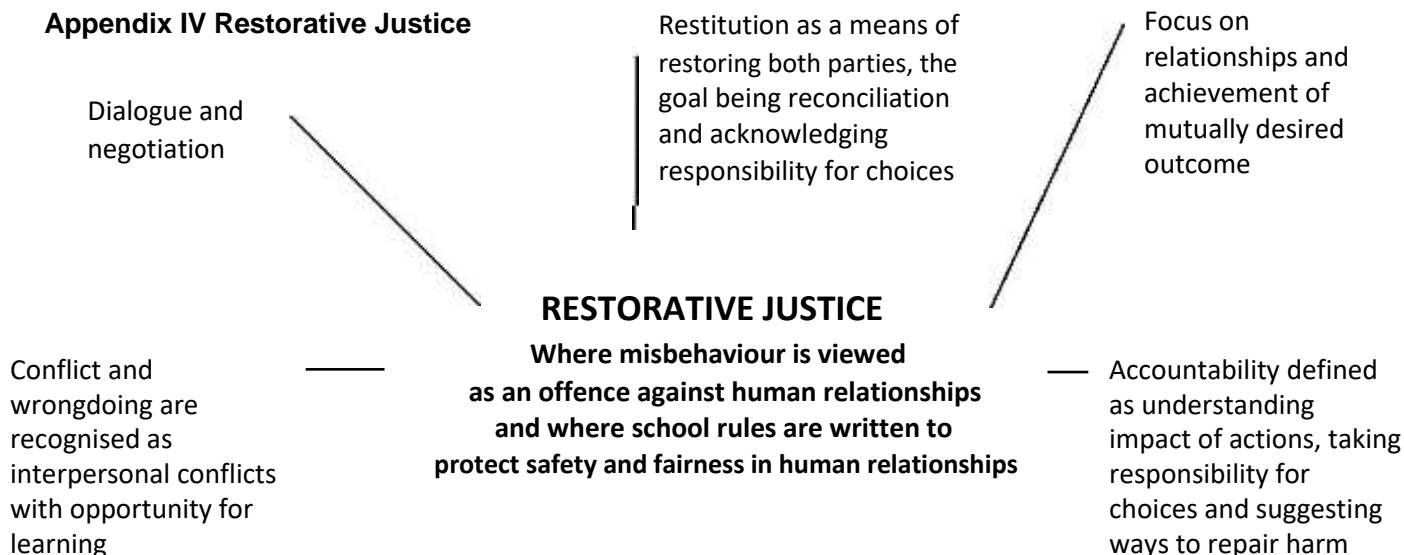 Appendix IV Restorative Justice
Dialogue and
negotiation
Restitution as a means of
restoring both parties, the
goal being reconciliation
and acknowledging
responsibility for choices
Focus on
relationships and
achievement of
mutually desired
outcome
RESTORATIVE JUSTICE
Where misbehaviour is viewed
as an offence against human relationships
and where school rules are written to
protect safety and fairness in human relationships
Conflict and
wrongdoing are
recognised as
interpersonal conflicts
with opportunity for
learning
Accountability defined
as understanding
impact of actions, taking
responsibility for
choices and suggesting
ways to repair harm